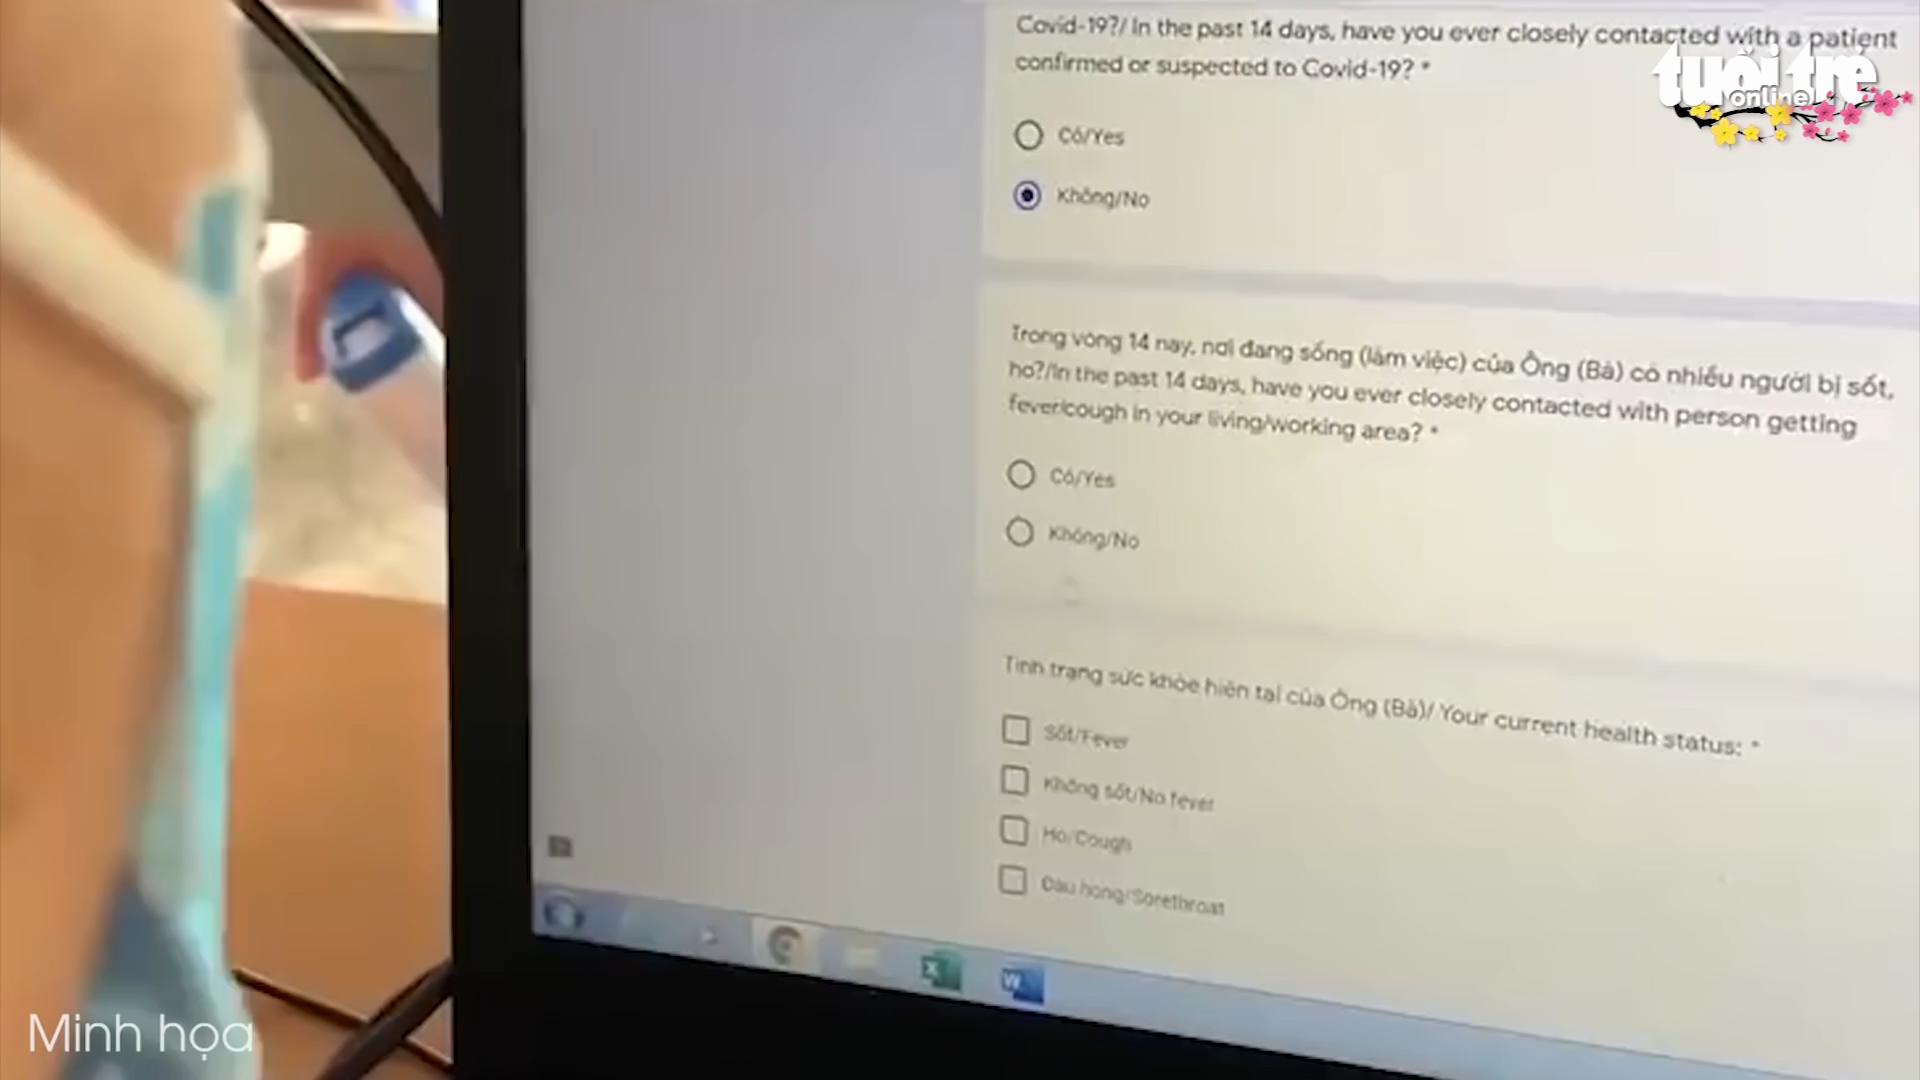 Covid-19?/ In the past 14 days, have you ever closely contacted with a patient
confirmed or suspected to Covid-19? *
tuổi trẻ
online
Có/Yes
Không/No
Trong vòng 14 nay, nơi đang sống (làm việc) của Ông (Bà) có nhiều người bị sốt,
ho?/In the past 14 days, have you ever closely contacted with person getting
fever/cough in your living/working area? *
Có/Yes
Không/No
Tình trạng sức khỏe hiện tại của Ông (Bà)/ Your current health status: *
Sốt/Fever
Không sốt/No fever
Ho/Cough
Đau họng/Sorethroat
Minh họa